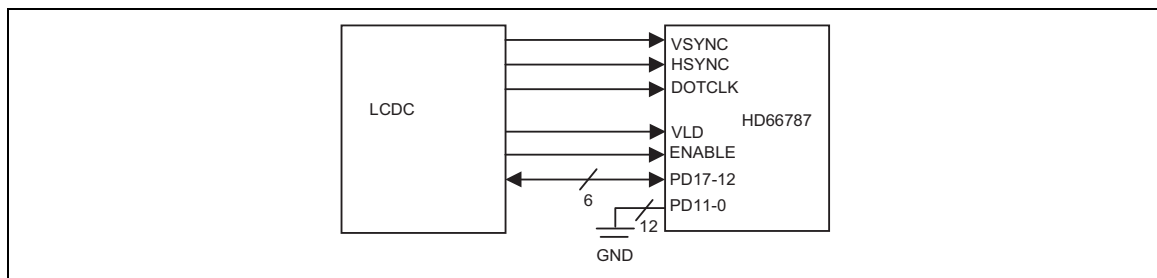 VSYNC
HSYNC
DOTCLK
LCDC
HD66787
VLD
ENABLE
PD17-12
6
PD11-0
12
GND